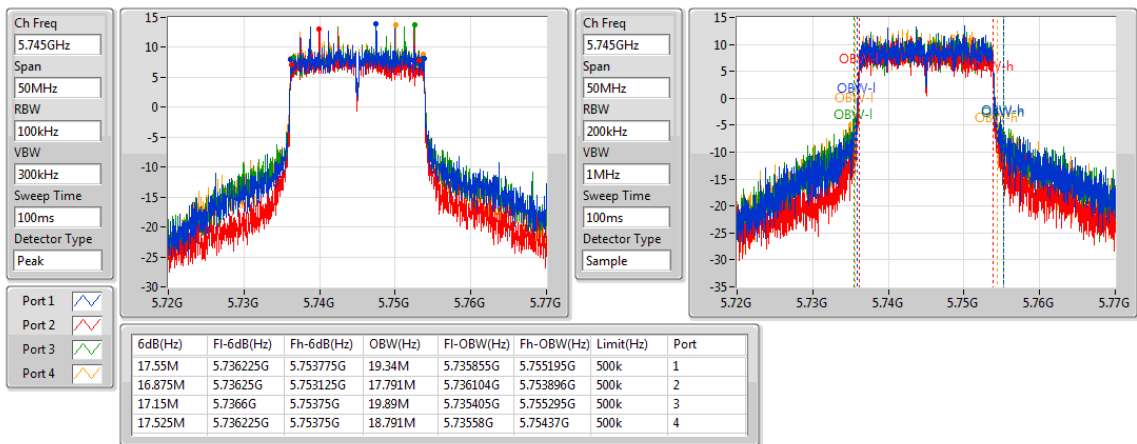 Ch Freq
5.745GHz
Span
50MHz
RBW
100kHz
VBW
300kHz
Sweep Time
100ms
Detector Type
Peak
15
10
5
0
-5
-10
-15
-20
-25
-30
5.72G 5.73G 5.74G 5.75G 5.76G 5.77G
Ch Freq
5.745GHz
Span
50MHz
RBW
200kHz
VBW
1MHz
Sweep Time
100ms
Detector Type
Sample
15
10
5
0
-5
-10
-15
-20
-25
-30
-35
OBW-l
OBW-l
OBW-l
OBW-h
5.72G 5.73G 5.74G 5.75G 5.76G 5.77G
Port 1
Port 2
Port 3
Port 4
6dB(Hz) Fl-6dB(Hz) Fh-6dB(Hz) OBW(Hz) Fl-OBW(Hz) Fh-OBW(Hz) Limit(Hz) Port
17.55M 5.736225G 5.753775G 19.34M 5.735855G 5.755195G 500k 1
16.875M 5.73625G 5.753125G 17.791M 5.736104G 5.753896G 500k 2
17.15M 5.7366G 5.75375G 19.89M 5.735405G 5.755295G 500k 3
17.525M 5.736225G 5.75375G 18.791M 5.73558G 5.75437G 500k 4